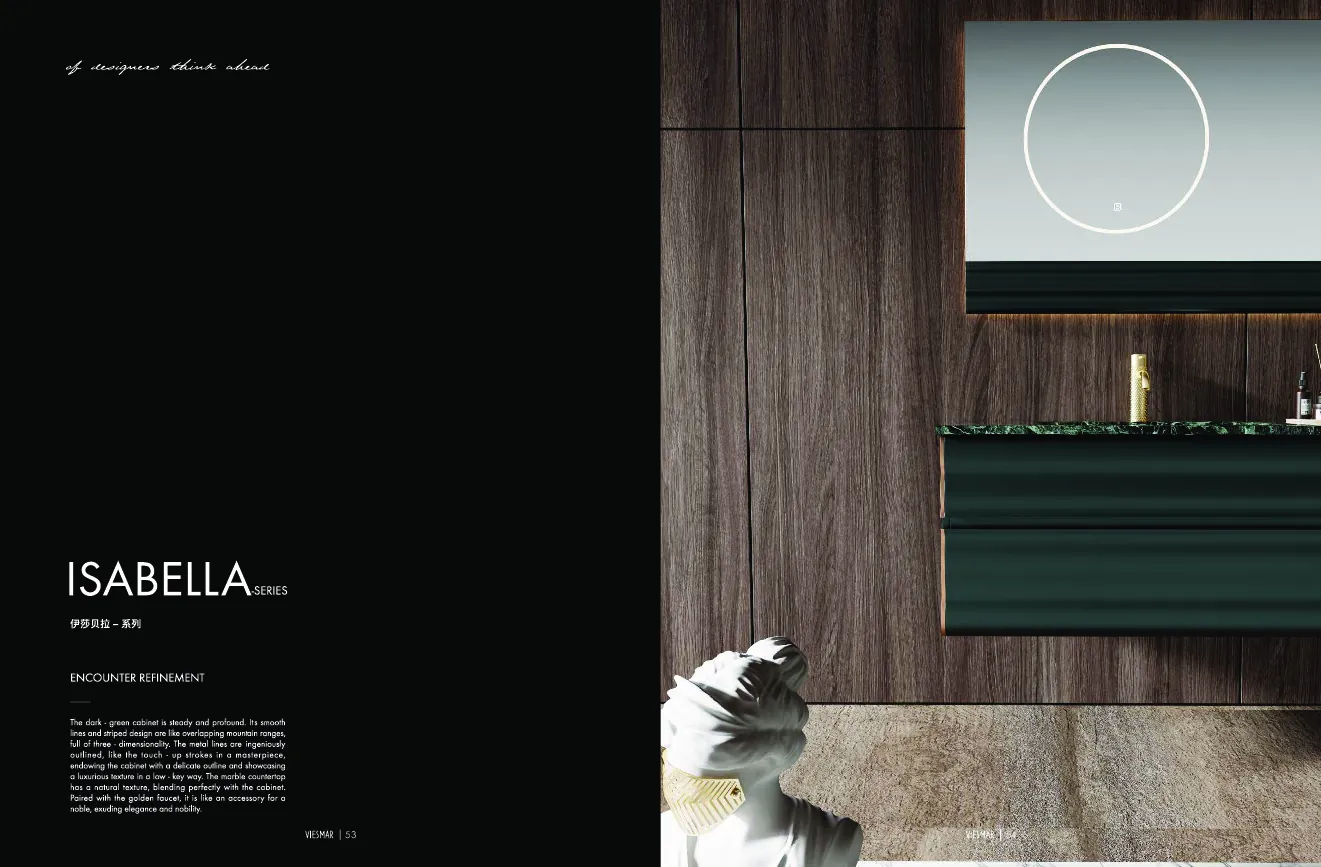 of designers think ahead
ISABELLA-SERIES
伊莎贝拉 – 系列
ENCOUNTER REFINEMENT
The dark - green cabinet is steady and profound. Its smooth
lines and striped design are like overlapping mountain ranges,
full of three - dimensionality. The metal lines are ingeniously
outlined, like the touch - up strokes in a masterpiece,
endowing the cabinet with a delicate outline and showcasing
a luxurious texture in a low - key way. The marble countertop
has a natural texture, blending perfectly with the cabinet.
Paired with the golden faucet, it is like an accessory for a
noble, exuding elegance and nobility.
VIESMAR | 53
VIESMAR | 54